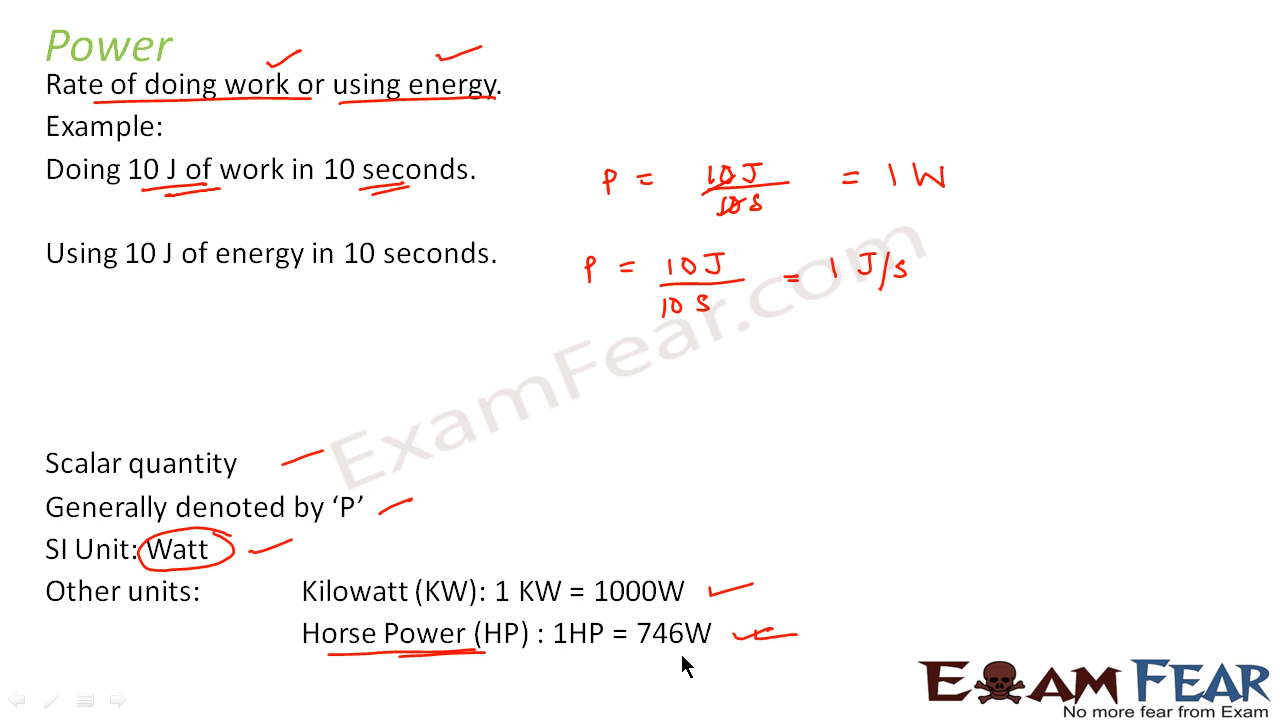 Power
Rate of doing work or using energy.
Example:
Doing 10 J of work in 10 seconds.
P = 10J / 10s = 1 W
Using 10 J of energy in 10 seconds.
P = 10J / 10s = 1 J/s
ExamFear.com
Scalar quantity
Generally denoted by ‘P’
SI Unit: Watt
Other units: Kilowatt (KW): 1 KW = 1000W
Horse Power (HP) : 1HP = 746W
EXAM FEAR
No more fear from Exam